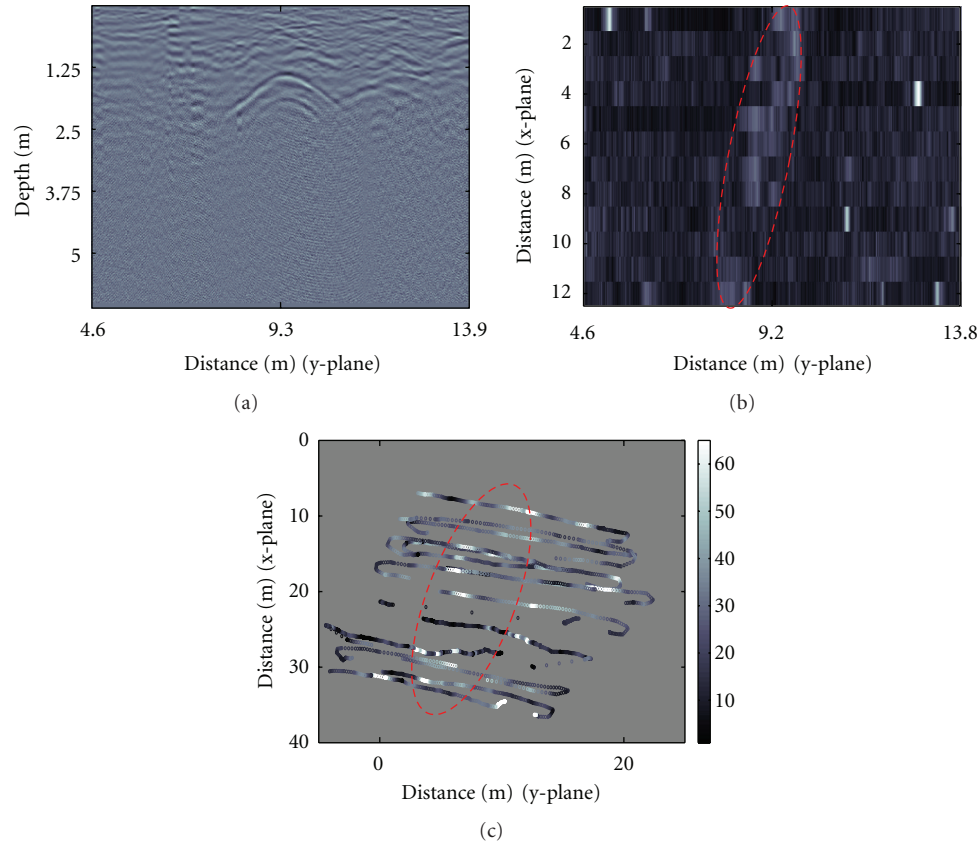 1.25
2.5
3.75
5
Depth (m)
4.6 9.3 13.9
Distance (m) (y-plane)
(a)
2
4
6
8
10
12
Distance (m) (x-plane)
4.6 9.2 13.8
Distance (m) (y-plane)
(b)
0
10
20
30
40
Distance (m) (x-plane)
0 20
Distance (m) (y-plane)
60
50
40
30
20
10
(c)